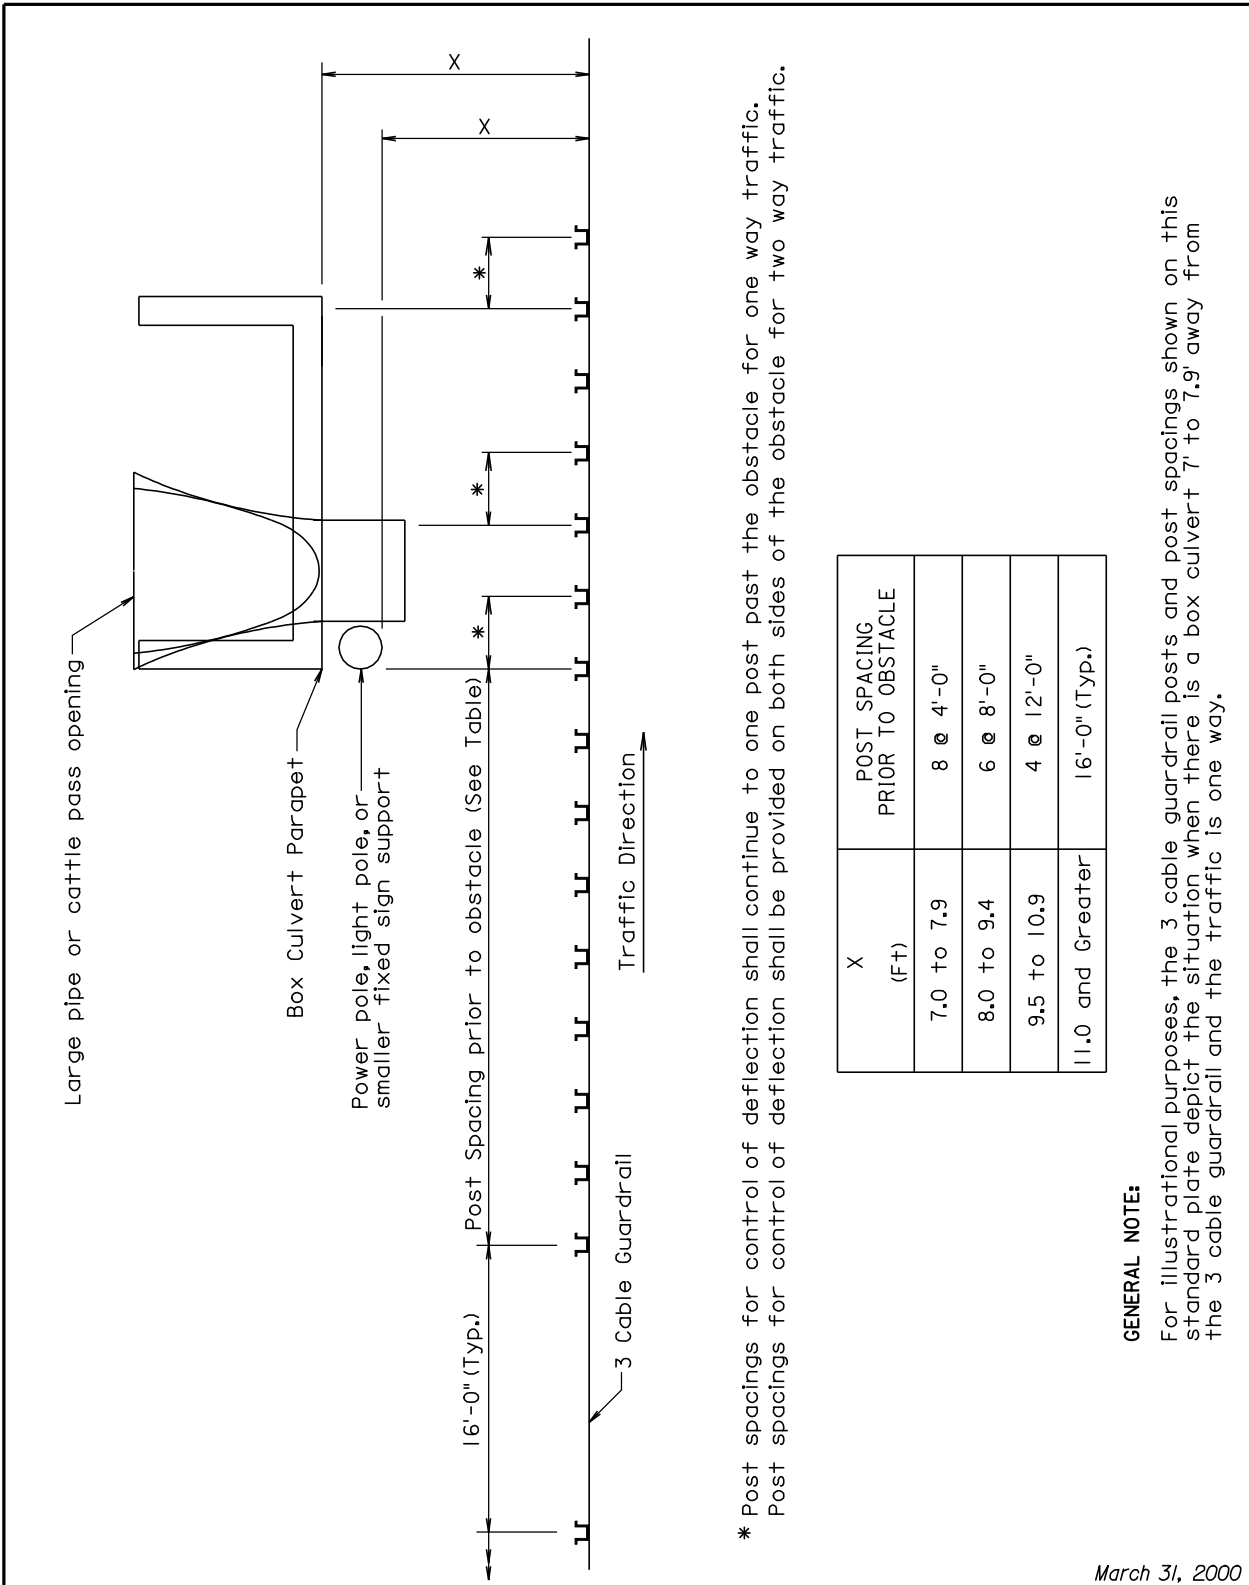 Large pipe or cattle pass opening
Box Culvert Parapet
Power pole, light pole, or
smaller fixed sign support
X
X
*
*
*
16'-0" (Typ.)
Post Spacing prior to obstacle (See Table)
3 Cable Guardrail
Traffic Direction
* Post spacings for control of deflection shall continue to one post past the obstacle for one way traffic.
Post spacings for control of deflection shall be provided on both sides of the obstacle for two way traffic.
X
(Ft)
POST SPACING
PRIOR TO OBSTACLE
7.0 to 7.9
8 @ 4'-0"
8.0 to 9.4
6 @ 8'-0"
9.5 to 10.9
4 @ 12'-0"
11.0 and Greater
16'-0" (Typ.)
GENERAL NOTE:
For illustrational purposes, the 3 cable guardrail posts and post spacings shown on this
standard plate depict the situation when there is a box culvert 7' to 7.9' away from
the 3 cable guardrail and the traffic is one way.
March 31, 2000